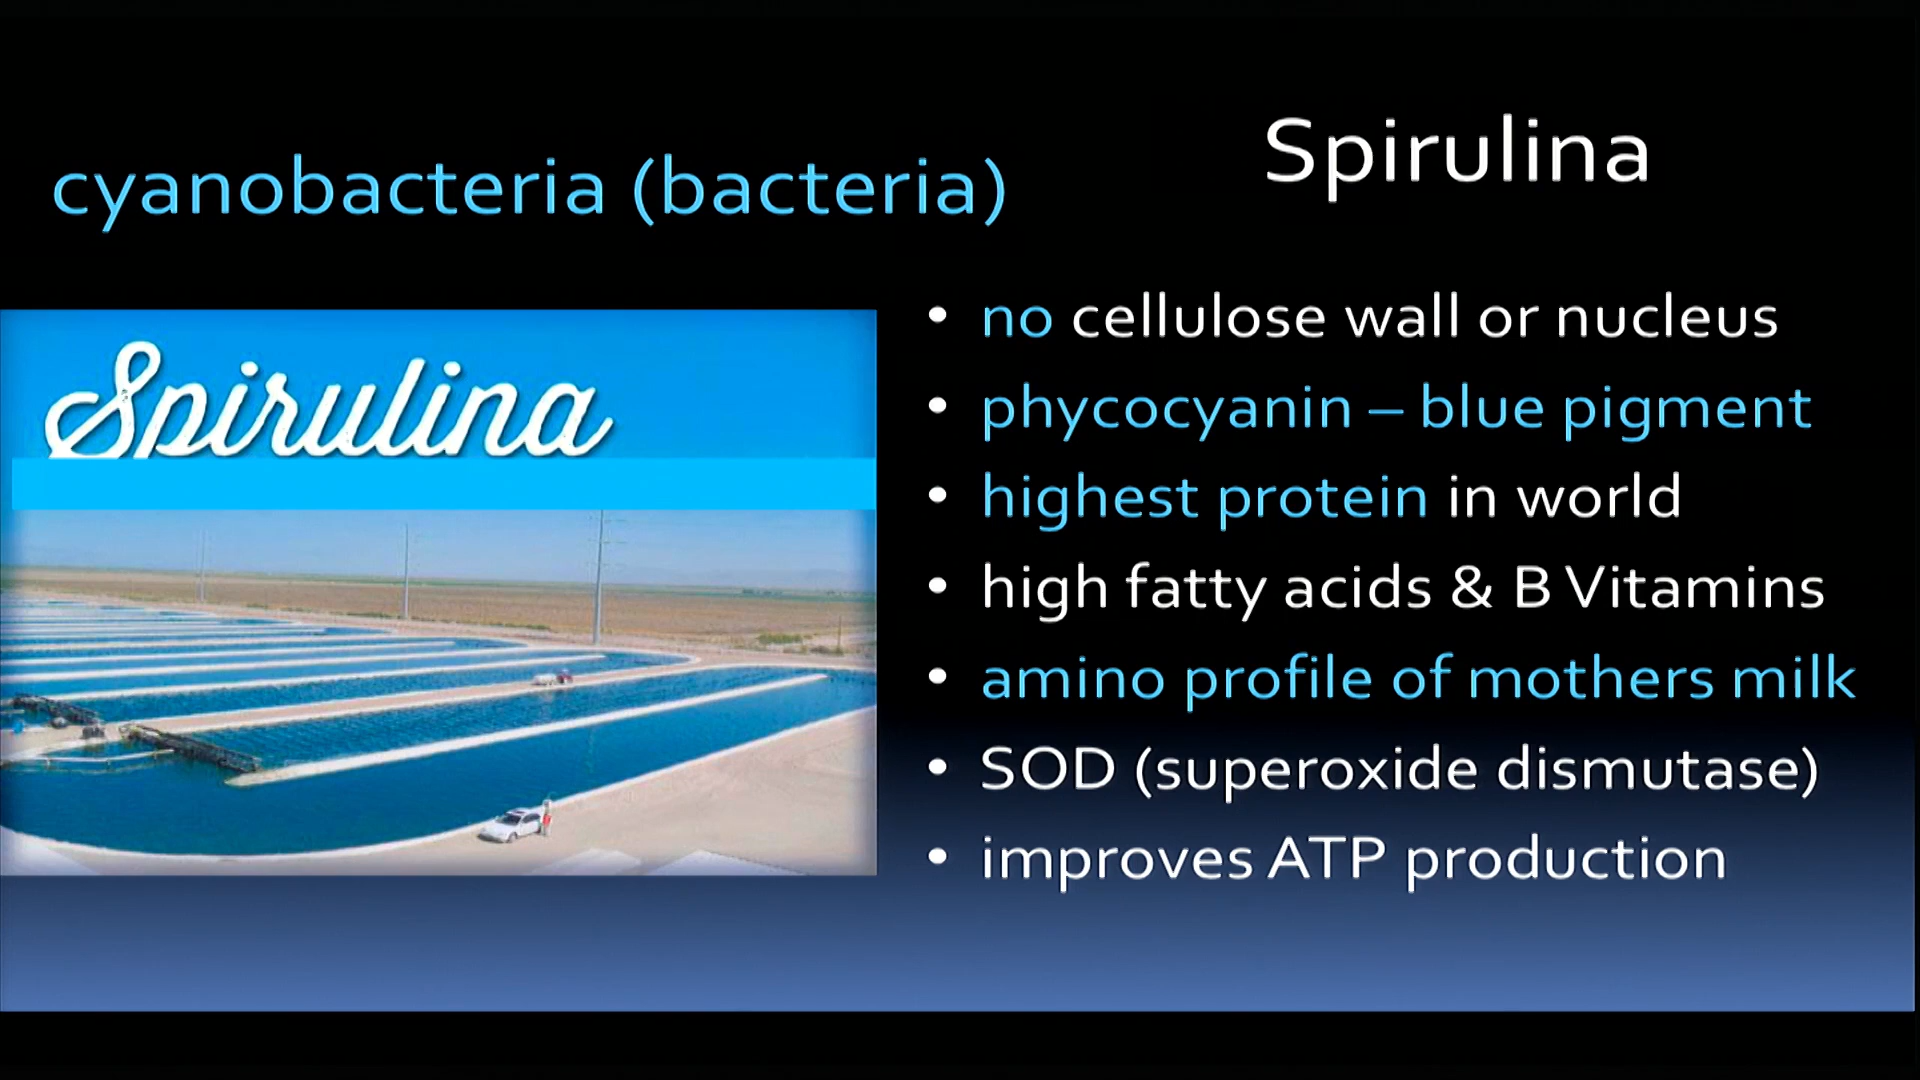 cyanobacteria (bacteria)
Spirulina
Spirulina
• no cellulose wall or nucleus
• phycocyanin – blue pigment
• highest protein in world
• high fatty acids & B Vitamins
• amino profile of mothers milk
• SOD (superoxide dismutase)
• improves ATP production